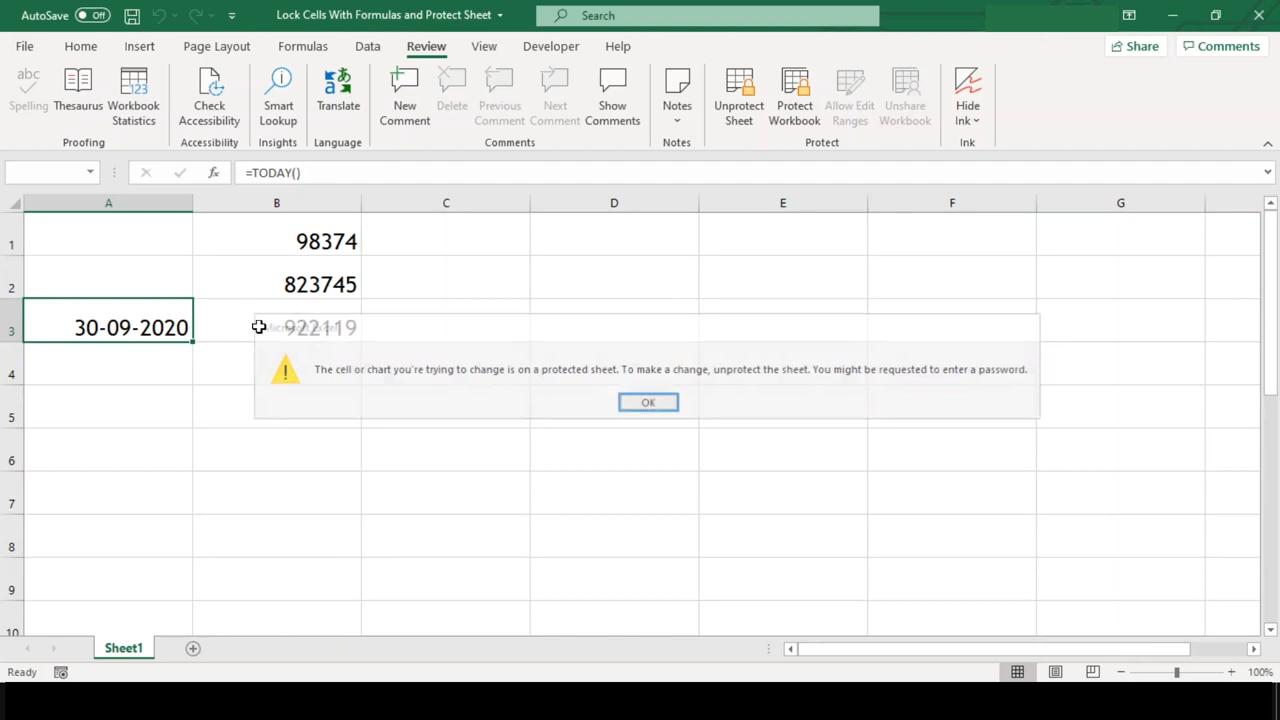 AutoSave Off Lock Cells With Formulas and Protect Sheet Search
File Home Insert Page Layout Formulas Data Review View Developer Help Share Comments
abc
Spelling Thesaurus Workbook Statistics Check Accessibility Smart Lookup Translate New Comment Delete Previous Comment Next Comment Show Comments Notes Unprotect Sheet Protect Workbook Allow Edit Ranges Unshare Workbook Hide Ink
Proofing Accessibility Insights Language Comments Notes Protect Ink
fx =TODAY()
A B C D E F G
1 98374
2 823745
3 30-09-2020 922119
Microsoft Excel
4 The cell or chart you're trying to change is on a protected sheet. To make a change, unprotect the sheet. You might be requested to enter a password.
OK
5
6
7
8
9
10
Sheet1
Ready 100%